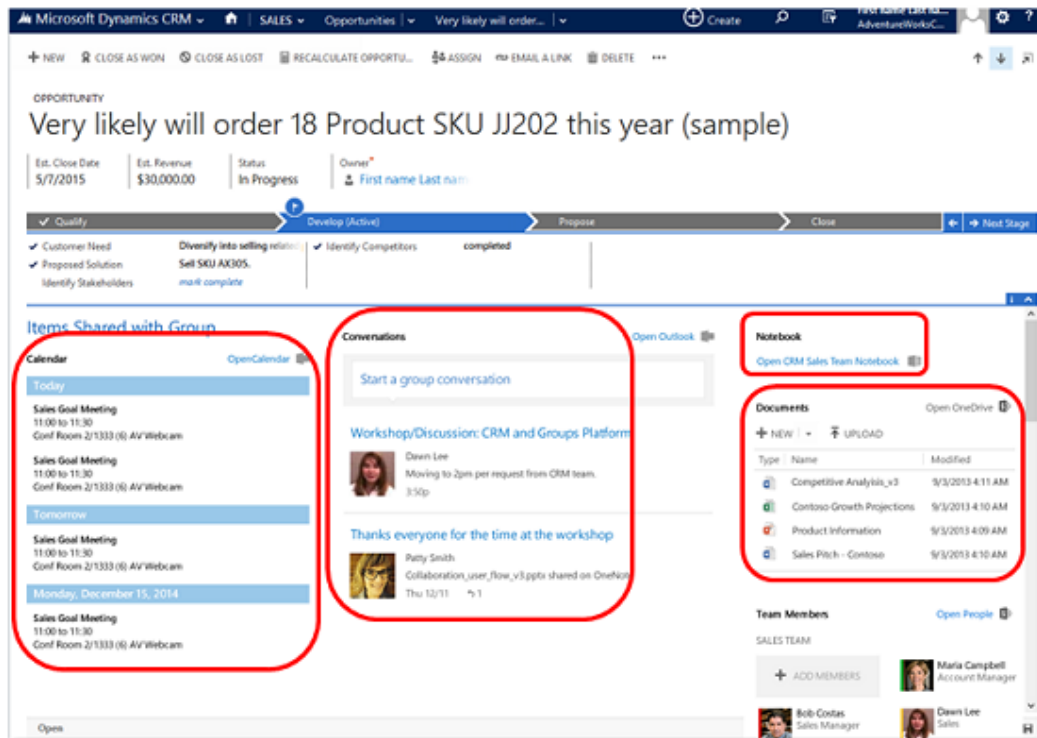 Microsoft Dynamics CRM SALES Opportunities Very likely will order... Create First name Last na...
AdventureWorksC... ?
NEW CLOSE AS WON CLOSE AS LOST RECALCULATE OPPORTU... ASSIGN EMAIL A LINK DELETE ...
OPPORTUNITY
Very likely will order 18 Product SKU JJ202 this year (sample)
Est. Close Date Est. Revenue Status Owner*
5/7/2015 $30,000.00 In Progress First name Last nam
Qualify Develop (Active) Propose Close Next Stage
Customer Need Diversify into selling related Identify Competitors completed
Proposed Solution Sell SKU AX305.
Identify Stakeholders mark complete
Items Shared with Group
Calendar OpenCalendar
Today
Sales Goal Meeting
11:00 to 11:30
Conf Room 2/1333 (6) AV Webcam
Sales Goal Meeting
11:00 to 11:30
Conf Room 2/1333 (6) AV Webcam
Tomorrow
Sales Goal Meeting
11:00 to 11:30
Conf Room 2/1333 (6) AV Webcam
Monday, December 15, 2014
Sales Goal Meeting
11:00 to 11:30
Conf Room 2/1333 (6) AV Webcam
Open
Conversations Open Outlook
Start a group conversation
Workshop/Discussion: CRM and Groups Platform
Dawn Lee
Moving to 2pm per request from CRM team.
3:50p
Thanks everyone for the time at the workshop
Patty Smith
Collaboration_user_flow_v3.pptx shared on OneNot
Thu 12/11 1
Notebook
Open CRM Sales Team Notebook
Documents Open OneDrive
NEW UPLOAD
Type Name Modified
Competitive Analyisis_v3 9/3/2013 4:11 AM
Contoso Growth Projections 9/3/2013 4:10 AM
Product Information 9/3/2013 4:09 AM
Sales Pitch - Contoso 9/3/2013 4:10 AM
Team Members Open People
SALES TEAM
ADD MEMBERS
Maria Campbell
Account Manager
Bob Costas
Sales Manager
Dawn Lee
Sales